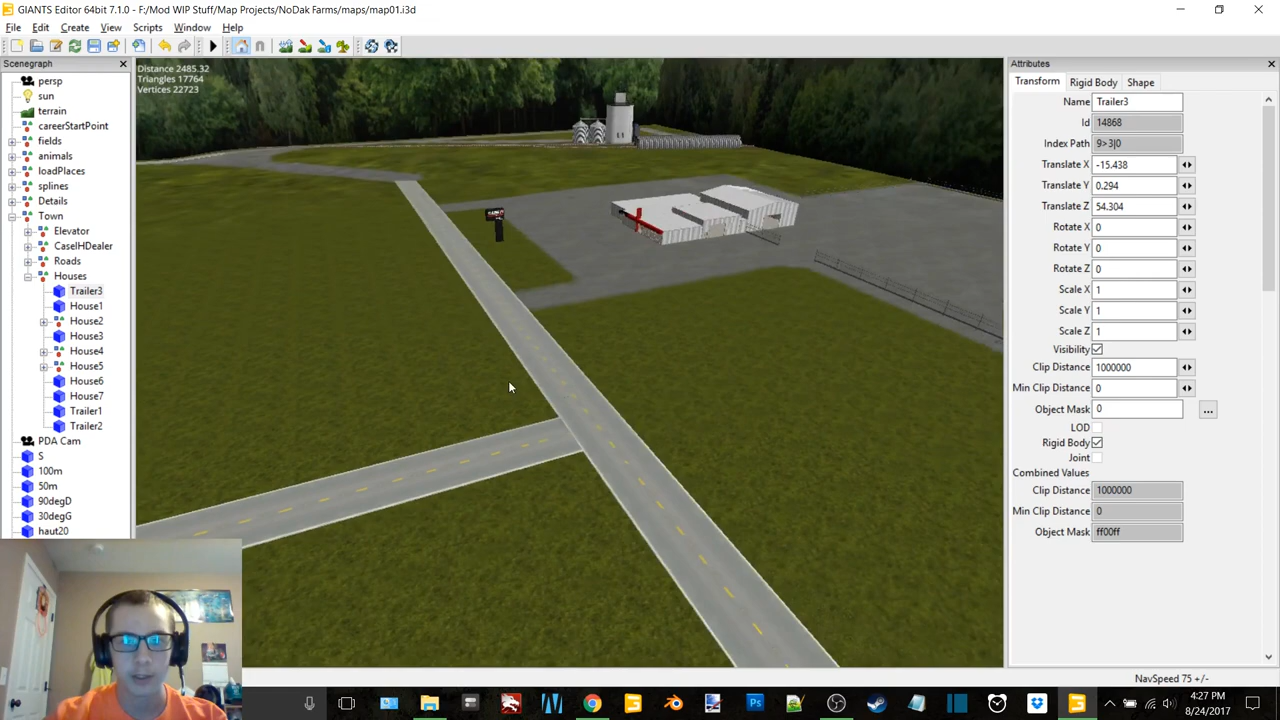 GIANTS Editor 64bit 7.1.0 - F:/Mod WIP Stuff/Map Projects/NoDak Farms/maps/map01.i3d
File Edit Create View Scripts Window Help
Scenegraph
persp
sun
terrain
careerStartPoint
fields
animals
loadPlaces
splines
Details
Town
Elevator
CaseIHDealer
Roads
Houses
Trailer3
House1
House2
House3
House4
House5
House6
House7
Trailer1
Trailer2
PDA Cam
S
100m
50m
90degD
30degG
haut20
Distance 2485.32
Triangles 17764
Vertices 22723
Attributes
Transform Rigid Body Shape
Name Trailer3
Id 14868
Index Path 9>3|0
Translate X -15.438
Translate Y 0.294
Translate Z 54.304
Rotate X 0
Rotate Y 0
Rotate Z 0
Scale X 1
Scale Y 1
Scale Z 1
Visibility
Clip Distance 1000000
Min Clip Distance 0
Object Mask 0 ...
LOD
Rigid Body
Joint
Combined Values
Clip Distance 1000000
Min Clip Distance 0
Object Mask ff00ff
NavSpeed 75 +/-
4:27 PM
8/24/2017